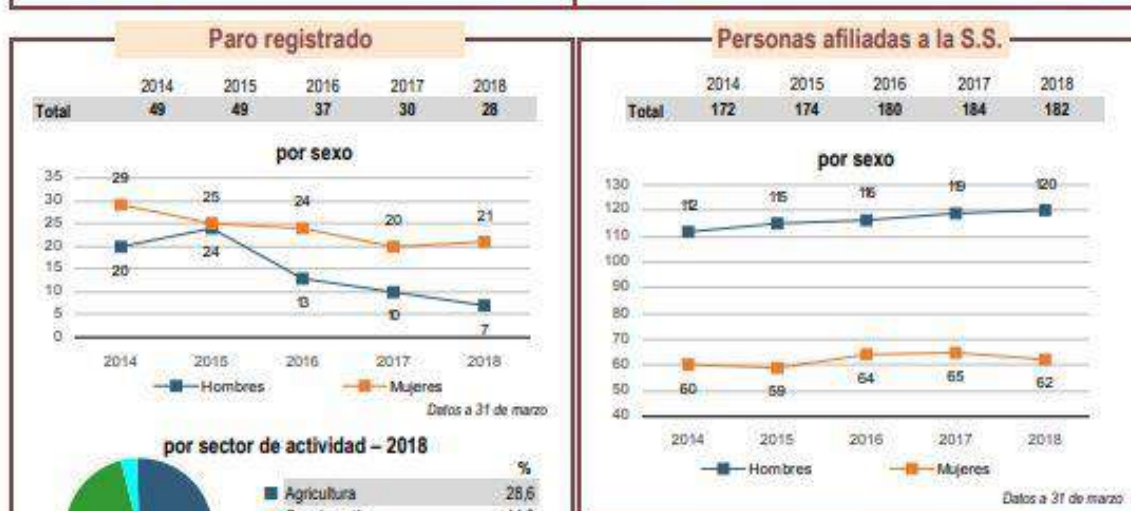 Paro registrado
2014 2015 2016 2017 2018
Total 49 49 37 30 28
por sexo
35
30
25
20
15
10
5
0
29 25 24 20 21
20 24 13 10 7
2014 2015 2016 2017 2018
Hombres Mujeres
Datos a 31 de marzo
por sector de actividad – 2018
%
Agricultura 28,6
Personas afiliadas a la S.S.
2014 2015 2016 2017 2018
Total 172 174 180 184 182
por sexo
130
120
110
100
90
80
70
60
50
40
112 115 116 119 120
60 59 64 65 62
2014 2015 2016 2017 2018
Hombres Mujeres
Datos a 31 de marzo